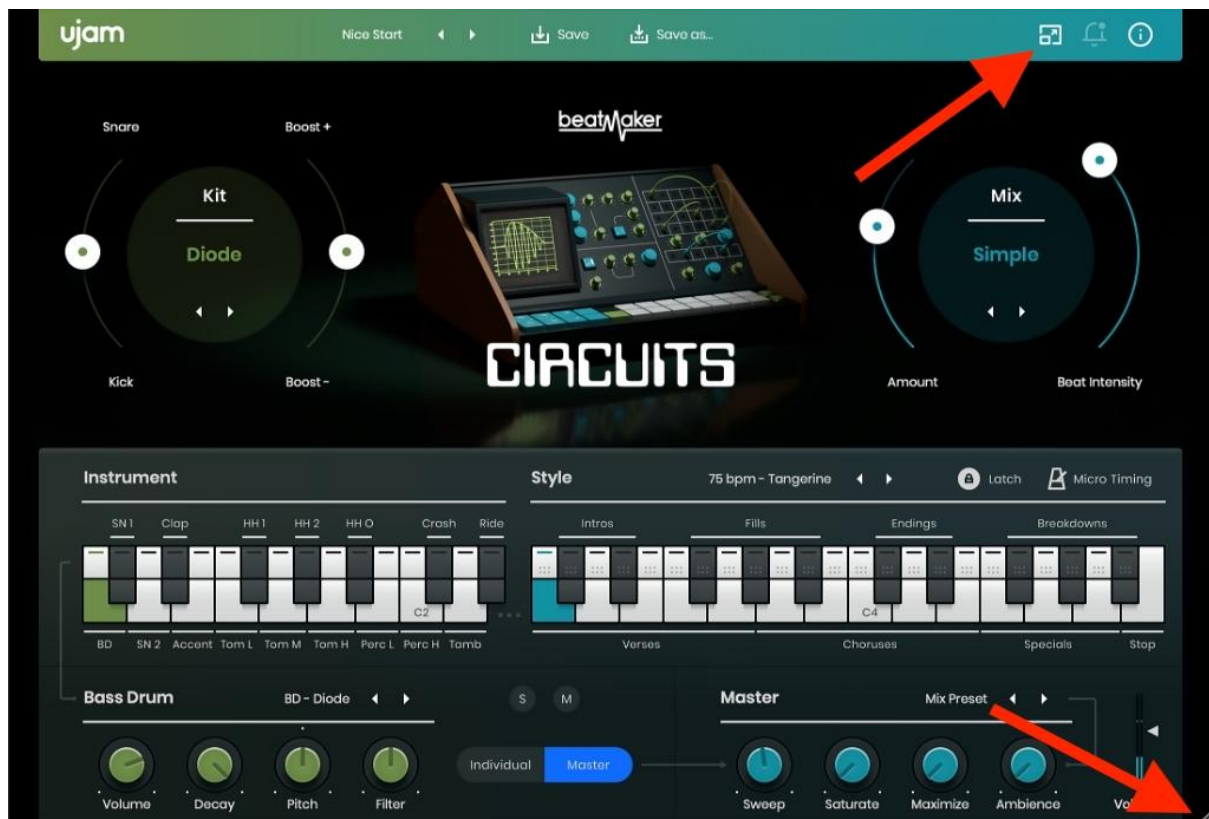 ujam Nice Start Save Save as...
beatMaker
Snare Boost +
Kit
Diode
Kick Boost -
CIRCUITS
Mix
Simple
Amount Beat Intensity
Instrument
SN 1 Clap HH 1 HH 2 HH O Crash Ride
C2
BD SN 2 Accent Tom L Tom M Tom H Perc L Perc H Tamb
Style 75 bpm - Tangerine Latch Micro Timing
Intros Fills Endings Breakdowns
C4
Verses Choruses Specials Stop
Bass Drum BD - Diode S M
Volume Decay Pitch Filter
Individual Master
Master Mix Preset
Sweep Saturate Maximize Ambience